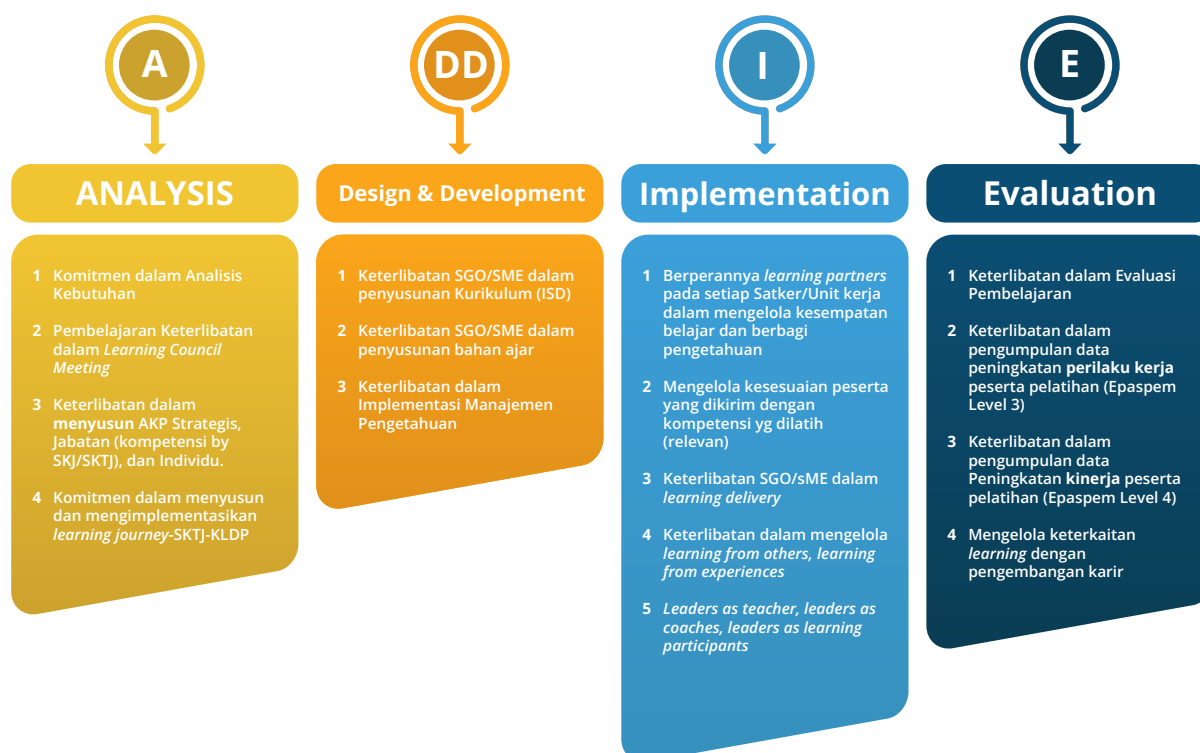 A
ANALYSIS
1 Komitmen dalam Analisis
Kebutuhan
2 Pembelajaran Keterlibatan
dalam Learning Council
Meeting
3 Keterlibatan dalam
menyusun AKP Strategis,
Jabatan (kompetensi by
SKJ/SKTJ), dan Individu.
4 Komitmen dalam menyusun
dan mengimplementasikan
learning journey-SKTJ-KLDP
DD
Design & Development
1 Keterlibatan SGO/SME dalam
penyusunan Kurikulum (ISD)
2 Keterlibatan SGO/SME dalam
penyusunan bahan ajar
3 Keterlibatan dalam
Implementasi Manajemen
Pengetahuan
I
Implementation
1 Berperannya learning partners
pada setiap Satker/Unit kerja
dalam mengelola kesempatan
belajar dan berbagi
pengetahuan
2 Mengelola kesesuaian peserta
yang dikirim dengan
kompetensi yg dilatih
(relevan)
3 Keterlibatan SGO/sME dalam
learning delivery
4 Keterlibatan dalam mengelola
learning from others, learning
from experiences
5 Leaders as teacher, leaders as
coaches, leaders as learning
participants
E
Evaluation
1 Keterlibatan dalam Evaluasi
Pembelajaran
2 Keterlibatan dalam
pengumpulan data
peningkatan perilaku kerja
peserta pelatihan (Epaspem
Level 3)
3 Keterlibatan dalam
pengumpulan data
Peningkatan kinerja peserta
pelatihan (Epaspem Level 4)
4 Mengelola keterkaitan
learning dengan
pengembangan karir